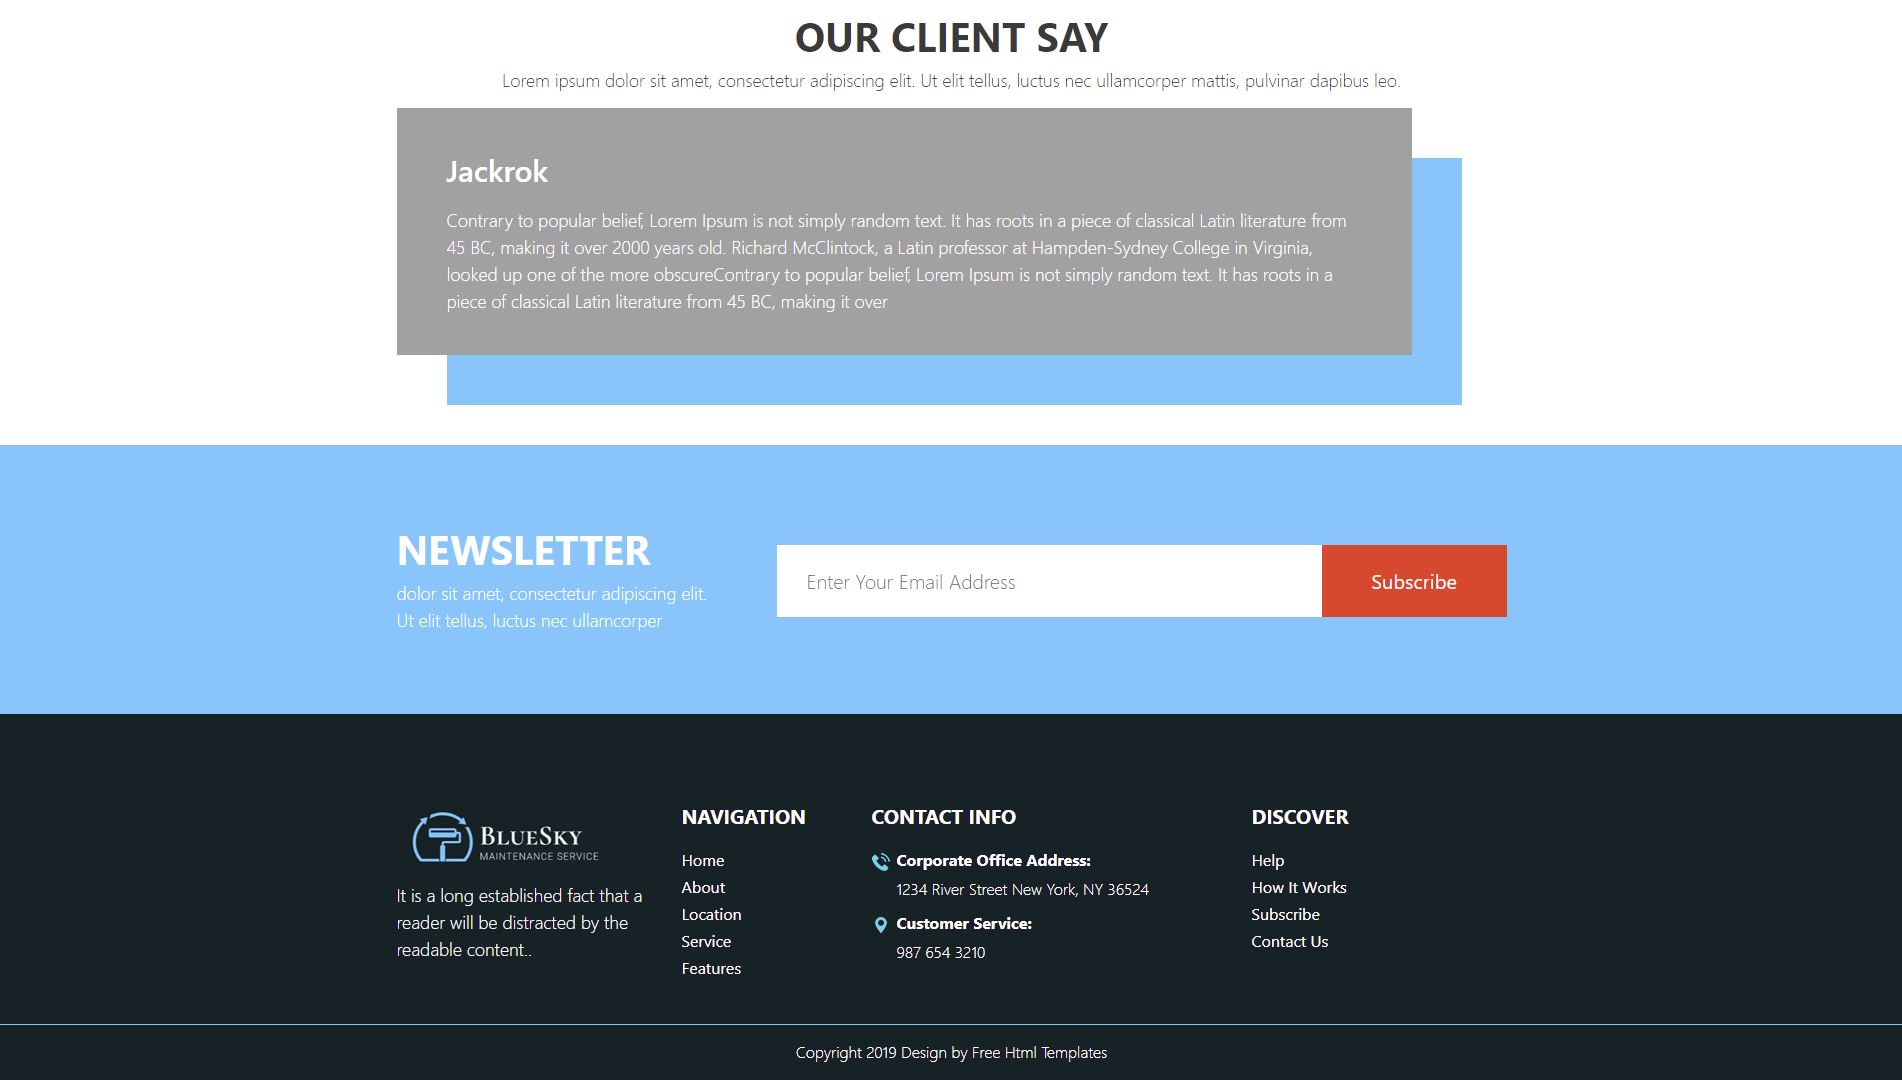 OUR CLIENT SAY
Lorem ipsum dolor sit amet, consectetur adipiscing elit. Ut elit tellus, luctus nec ullamcorper mattis, pulvinar dapibus leo.
Jackrok
Contrary to popular belief, Lorem Ipsum is not simply random text. It has roots in a piece of classical Latin literature from
45 BC, making it over 2000 years old. Richard McClintock, a Latin professor at Hampden-Sydney College in Virginia,
looked up one of the more obscureContrary to popular belief, Lorem Ipsum is not simply random text. It has roots in a
piece of classical Latin literature from 45 BC, making it over
NEWSLETTER
dolor sit amet, consectetur adipiscing elit.
Ut elit tellus, luctus nec ullamcorper
Enter Your Email Address
Subscribe
BLUESKY
MAINTENANCE SERVICE
It is a long established fact that a
reader will be distracted by the
readable content..
NAVIGATION
Home
About
Location
Service
Features
CONTACT INFO
Corporate Office Address:
1234 River Street New York, NY 36524
Customer Service:
987 654 3210
DISCOVER
Help
How It Works
Subscribe
Contact Us
Copyright 2019 Design by Free Html Templates